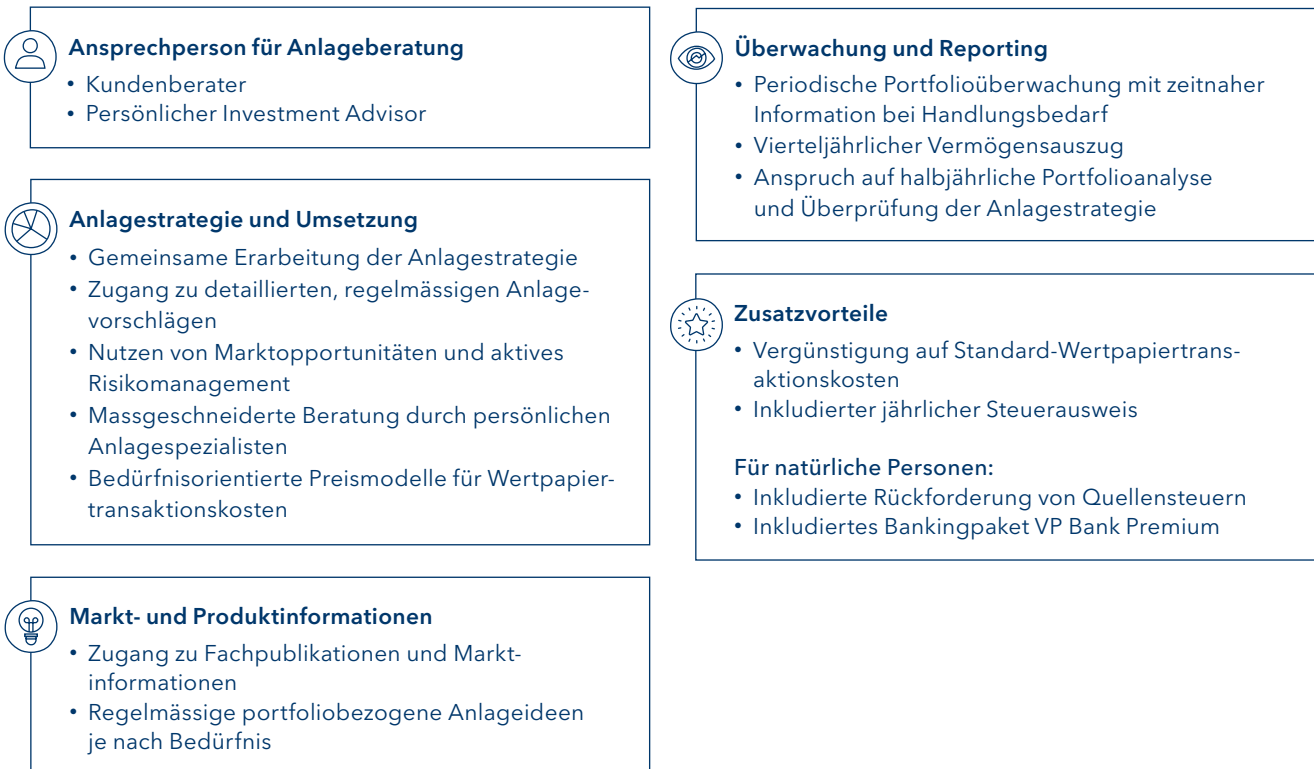 Ansprechperson für Anlageberatung
• Kundenberater
• Persönlicher Investment Advisor
Anlagestrategie und Umsetzung
• Gemeinsame Erarbeitung der Anlagestrategie
• Zugang zu detaillierten, regelmässigen Anlage-
vorschlägen
• Nutzen von Marktopportunitäten und aktives
Risikomanagement
• Massgeschneiderte Beratung durch persönlichen
Anlagespezialisten
• Bedürfnisorientierte Preismodelle für Wertpapier-
transaktionskosten
Markt- und Produktinformationen
• Zugang zu Fachpublikationen und Markt-
informationen
• Regelmässige portfoliobezogene Anlageideen
je nach Bedürfnis
Überwachung und Reporting
• Periodische Portfolioüberwachung mit zeitnaher
Information bei Handlungsbedarf
• Vierteljährlicher Vermögensauszug
• Anspruch auf halbjährliche Portfolioanalyse
und Überprüfung der Anlagestrategie
Zusatzvorteile
• Vergünstigung auf Standard-Wertpapiertrans-
aktionskosten
• Inkludierter jährlicher Steuerausweis
Für natürliche Personen:
• Inkludierte Rückforderung von Quellensteuern
• Inkludiertes Bankingpaket VP Bank Premium